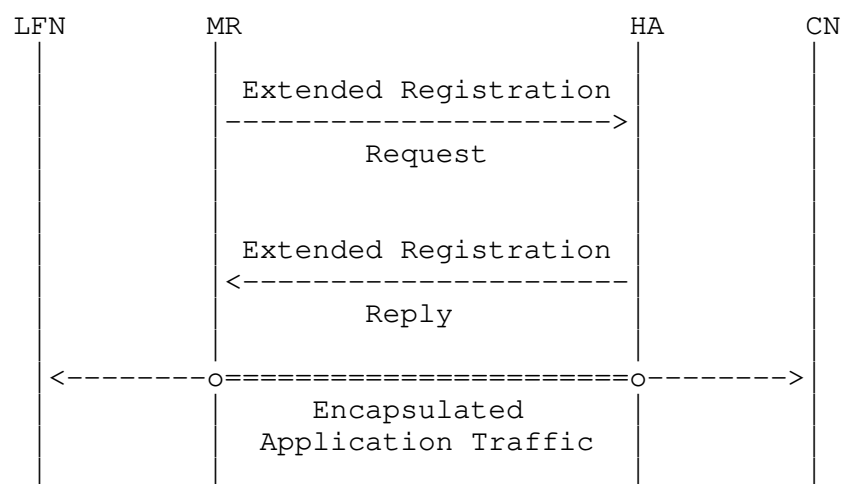 LFN MR HA CN
Extended Registration
Request
Extended Registration
Reply
Encapsulated
Application Traffic